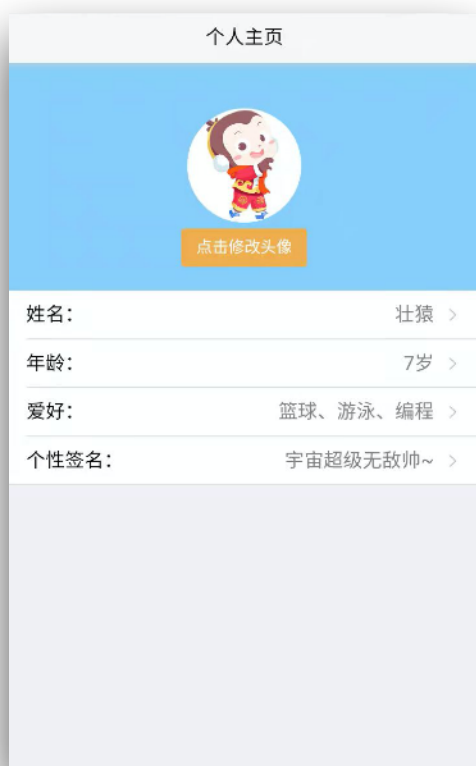 个人主页
点击修改头像
姓名： 壮猿
年龄： 7岁
爱好： 篮球、游泳、编程
个性签名： 宇宙超级无敌帅~